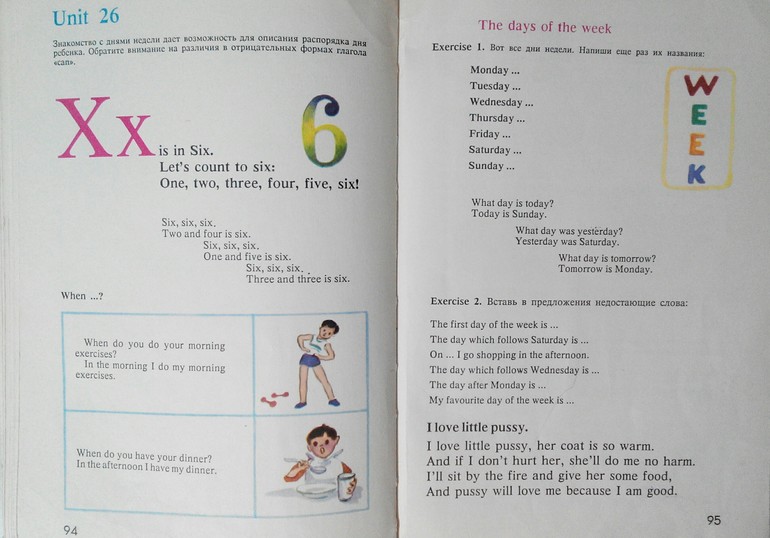 Unit 26
Знакомство с днями недели дает возможность для описания распорядка дня
ребенка. Обратите внимание на различия в отрицательных формах глагола
«can».
Xx is in Six.
6
Let's count to six:
One, two, three, four, five, six!
Six, six, six.
Two and four is six.
Six, six, six.
One and five is six.
Six, six, six.
Three and three is six.
When ...?
When do you do your morning
exercises?
In the morning I do my morning
exercises.
When do you have your dinner?
In the afternoon I have my dinner.
94
The days of the week
Exercise 1. Вот все дни недели. Напиши еще раз их названия:
Monday ...
Tuesday ...
Wednesday ...
Thursday ...
Friday ...
Saturday ...
Sunday ...
W
E
E
K
What day is today?
Today is Sunday.
What day was yesterday?
Yesterday was Saturday.
What day is tomorrow?
Tomorrow is Monday.
Exercise 2. Вставь в предложения недостающие слова:
The first day of the week is ...
The day which follows Saturday is ...
On ... I go shopping in the afternoon.
The day which follows Wednesday is ...
The day after Monday is ...
My favourite day of the week is ...
I love little pussy.
I love little pussy, her coat is so warm.
And if I don't hurt her, she'll do me no harm.
I'll sit by the fire and give her some food,
And pussy will love me because I am good.
95